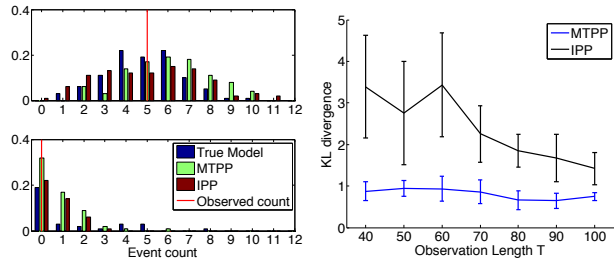 0.4
0.2
0
0 1 2 3 4 5 6 7 8 9 10 11 12
0.4
0.2
0
0 1 2 3 4 5 6 7 8 9 10 11 12
Event count
True Model
MTPP
IPP
Observed count
KL divergence
5
4
3
2
1
0
40 50 60 70 80 90 100
Observation Length T
MTPP
IPP